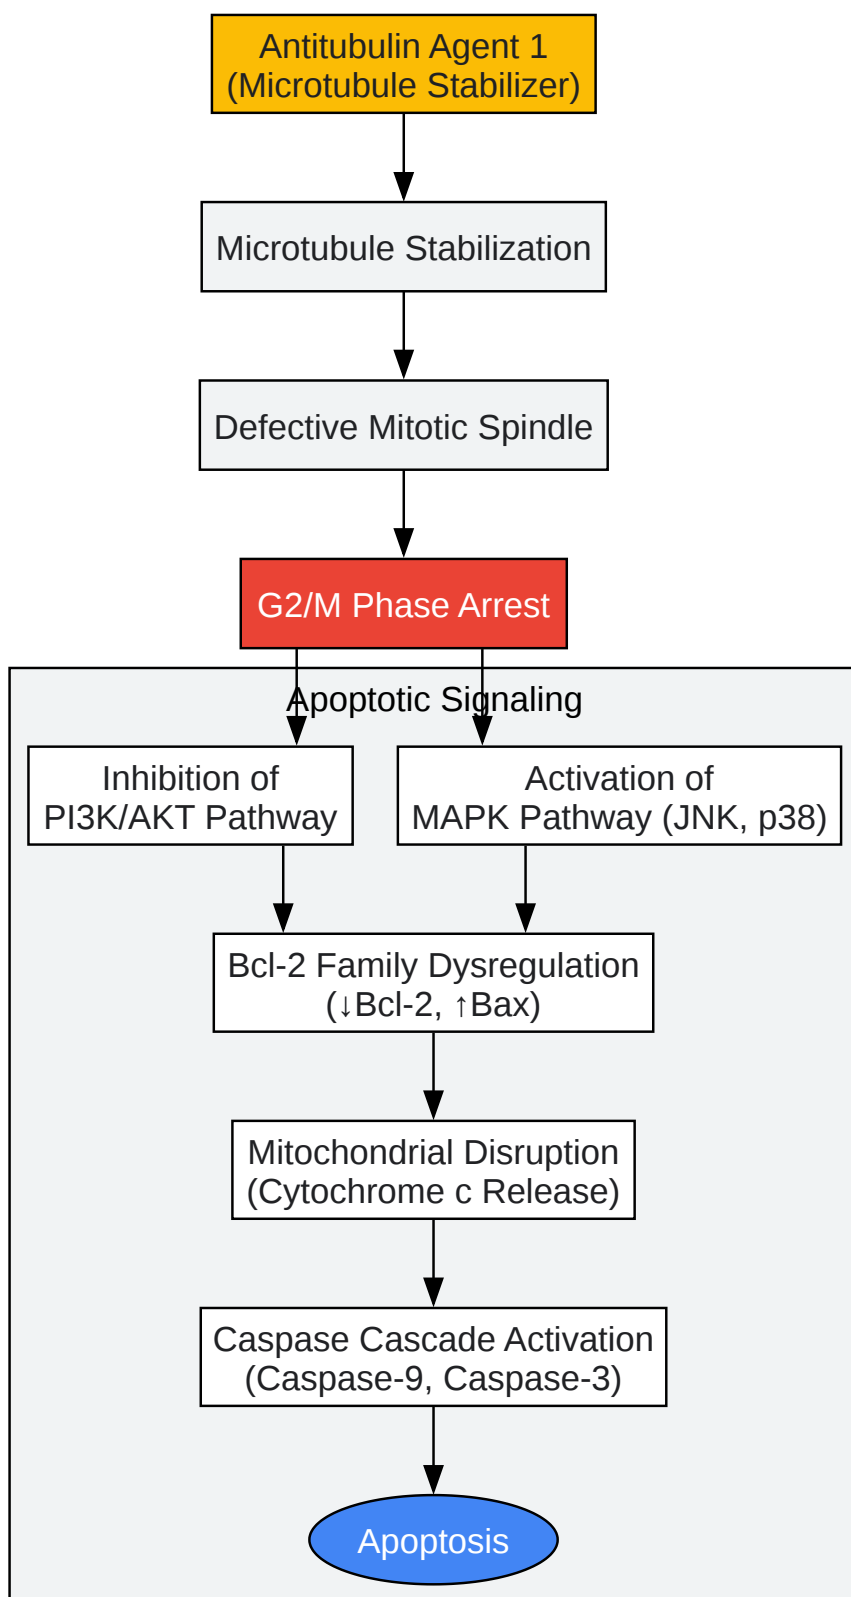 Antitubulin Agent 1
(Microtubule Stabilizer)
Microtubule Stabilization
Defective Mitotic Spindle
G2/M Phase Arrest
Apoptotic Signaling
Inhibition of
PI3K/AKT Pathway
Activation of
MAPK Pathway (JNK, p38)
Bcl-2 Family Dysregulation
(↓Bcl-2, ↑Bax)
Mitochondrial Disruption
(Cytochrome c Release)
Caspase Cascade Activation
(Caspase-9, Caspase-3)
Apoptosis